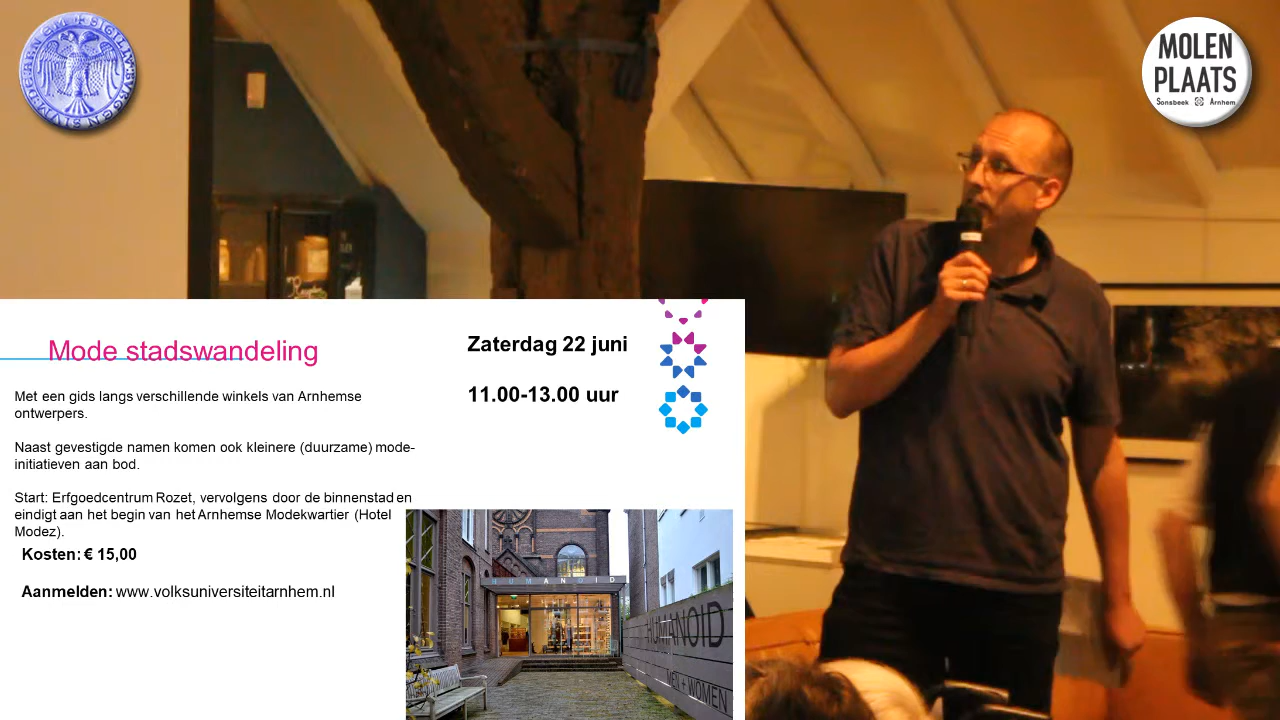 MOLEN
PLAATS
Sonsbeek Arnhem
Mode stadswandeling
Zaterdag 22 juni
11.00-13.00 uur
Met een gids langs verschillende winkels van Arnhemse
ontwerpers.
Naast gevestigde namen komen ook kleinere (duurzame) mode-
initiatieven aan bod.
Start: Erfgoedcentrum Rozet, vervolgens door de binnenstad en
eindigt aan het begin van het Arnhemse Modekwartier (Hotel
Modez).
Kosten: € 15,00
Aanmelden: www.volksuniversiteitarnhem.nl
HUMANOID
HUMANOID
MEN + WOMEN